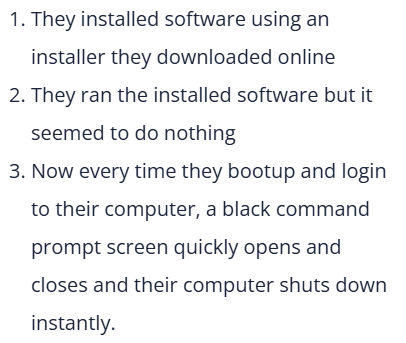 1. They installed software using an
installer they downloaded online
2. They ran the installed software but it
seemed to do nothing
3. Now every time they bootup and login
to their computer, a black command
prompt screen quickly opens and
closes and their computer shuts down
instantly.